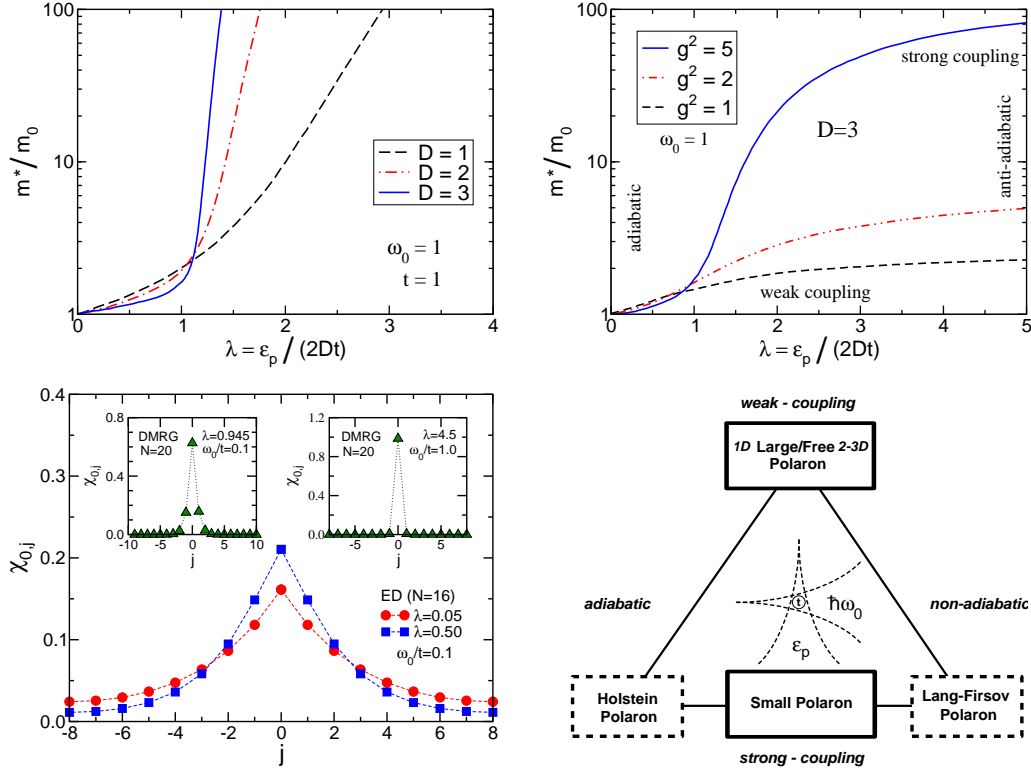 100
10
1
m*/ m0
D = 1
D = 2
D = 3
ω0 = 1
t = 1
0 1 2 3 4
λ = εp / (2Dt)
100
10
1
m*/ m0
g2 = 5
g2 = 2
g2 = 1
ω0 = 1
D=3
strong coupling
weak coupling
adiabatic
anti-adiabatic
0 1 2 3 4 5
λ = εp / (2Dt)
0.4
0.3
0.2
0.1
0.0
χ0,j
-8 -6 -4 -2 0 2 4 6 8
j
ED (N=16)
λ=0.05
λ=0.50
ω0/t=0.1
0.8
0.4
0.0
χ0,j
DMRG
N=20
λ=0.945
ω0/t=0.1
-10 -5 0 5 10
j
1.2
0.8
0.4
0.0
χ0,j
DMRG
N=20
λ=4.5
ω0/t=1.0
-5 0 5
j
weak - coupling
1D Large/Free 2-3D
Polaron
adiabatic
non-adiabatic
t
ħω0
εp
Holstein
Polaron
Small Polaron
Lang-Firsov
Polaron
strong - coupling